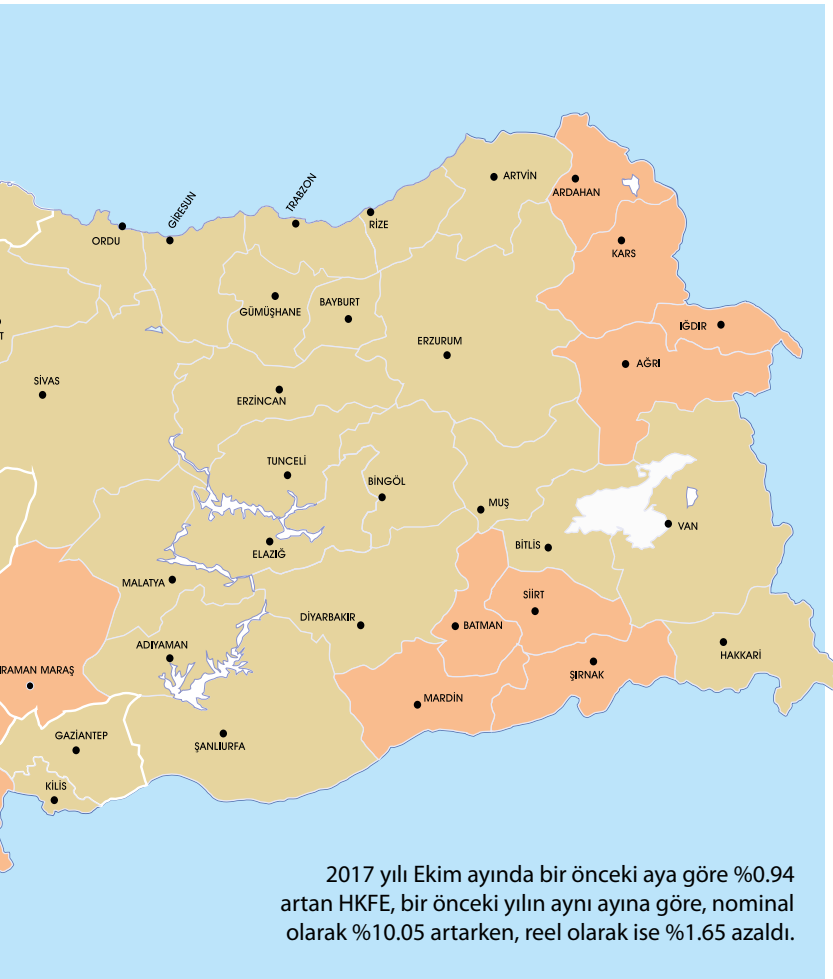 ARTVİN
ARDAHAN
TRABZON
GİRESUN
RİZE
ORDU
KARS
GÜMÜŞHANE
BAYBURT
IĞDIR
T
ERZURUM
AĞRI
SİVAS
ERZİNCAN
TUNCELİ
BİNGÖL
MUŞ
VAN
ELAZIĞ
BİTLİS
MALATYA
SİİRT
DİYARBAKIR
BATMAN
ADIYAMAN
HAKKARİ
RAMAN MARAŞ
ŞIRNAK
MARDİN
GAZİANTEP
ŞANLIURFA
KİLİS
2017 yılı Ekim ayında bir önceki aya göre %0.94
artan HKFE, bir önceki yılın aynı ayına göre, nominal
olarak %10.05 artarken, reel olarak ise %1.65 azaldı.